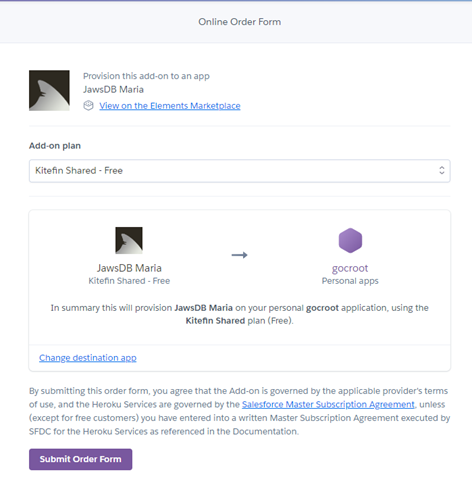 Online Order Form
Provision this add-on to an app
JawsDB Maria
View on the Elements Marketplace
Add-on plan
Kitefin Shared - Free
JawsDB Maria
Kitefin Shared - Free
gocroot
Personal apps
In summary this will provision JawsDB Maria on your personal gocroot application, using the
Kitefin Shared plan (Free).
Change destination app
By submitting this order form, you agree that the Add-on is governed by the applicable provider's terms
of use, and the Heroku Services are governed by the Salesforce Master Subscription Agreement, unless
(except for free customers) you have entered into a written Master Subscription Agreement executed by
SFDC for the Heroku Services as referenced in the Documentation.
Submit Order Form